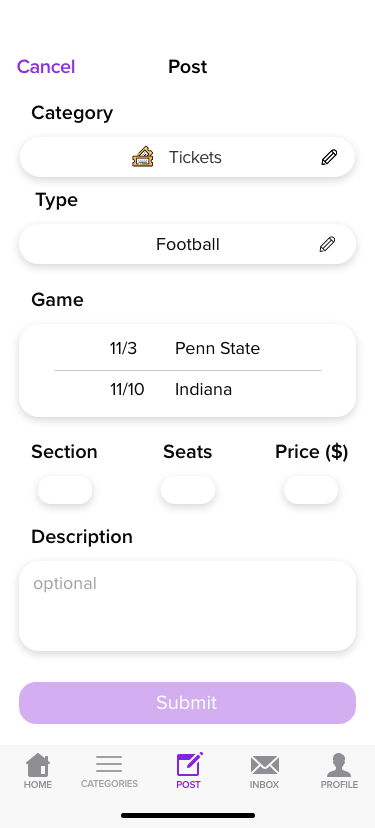 Cancel Post
Category
Tickets
Type
Football
Game
11/3 Penn State
11/10 Indiana
Section Seats Price ($)
Description
optional
Submit
HOME CATEGORIES POST INBOX PROFILE